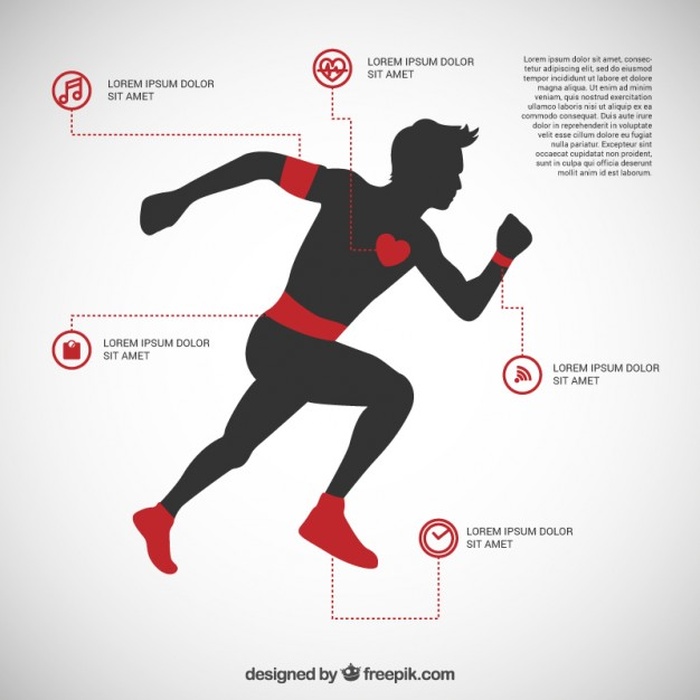 LOREM IPSUM DOLOR
SIT AMET
LOREM IPSUM DOLOR
SIT AMET
Lorem ipsum dolor sit amet, consec-
tetur adipiscing elit, sed do eiusmod
tempor incididunt ut labore et dolore
magna aliqua. Ut enim ad minim
veniam, quis nostrud exercitation
ullamco laboris nisi ut aliquip ex ea
commodo consequat. Duis aute irure
dolor in reprehenderit in voluptate
velit esse cillum dolore eu fugiat
nulla pariatur. Excepteur sint
occaecat cupidatat non proident,
sunt in culpa qui officia deserunt
mollit anim id est laborum.
LOREM IPSUM DOLOR
SIT AMET
LOREM IPSUM DOLOR
SIT AMET
LOREM IPSUM DOLOR
SIT AMET
designed by freepik.com